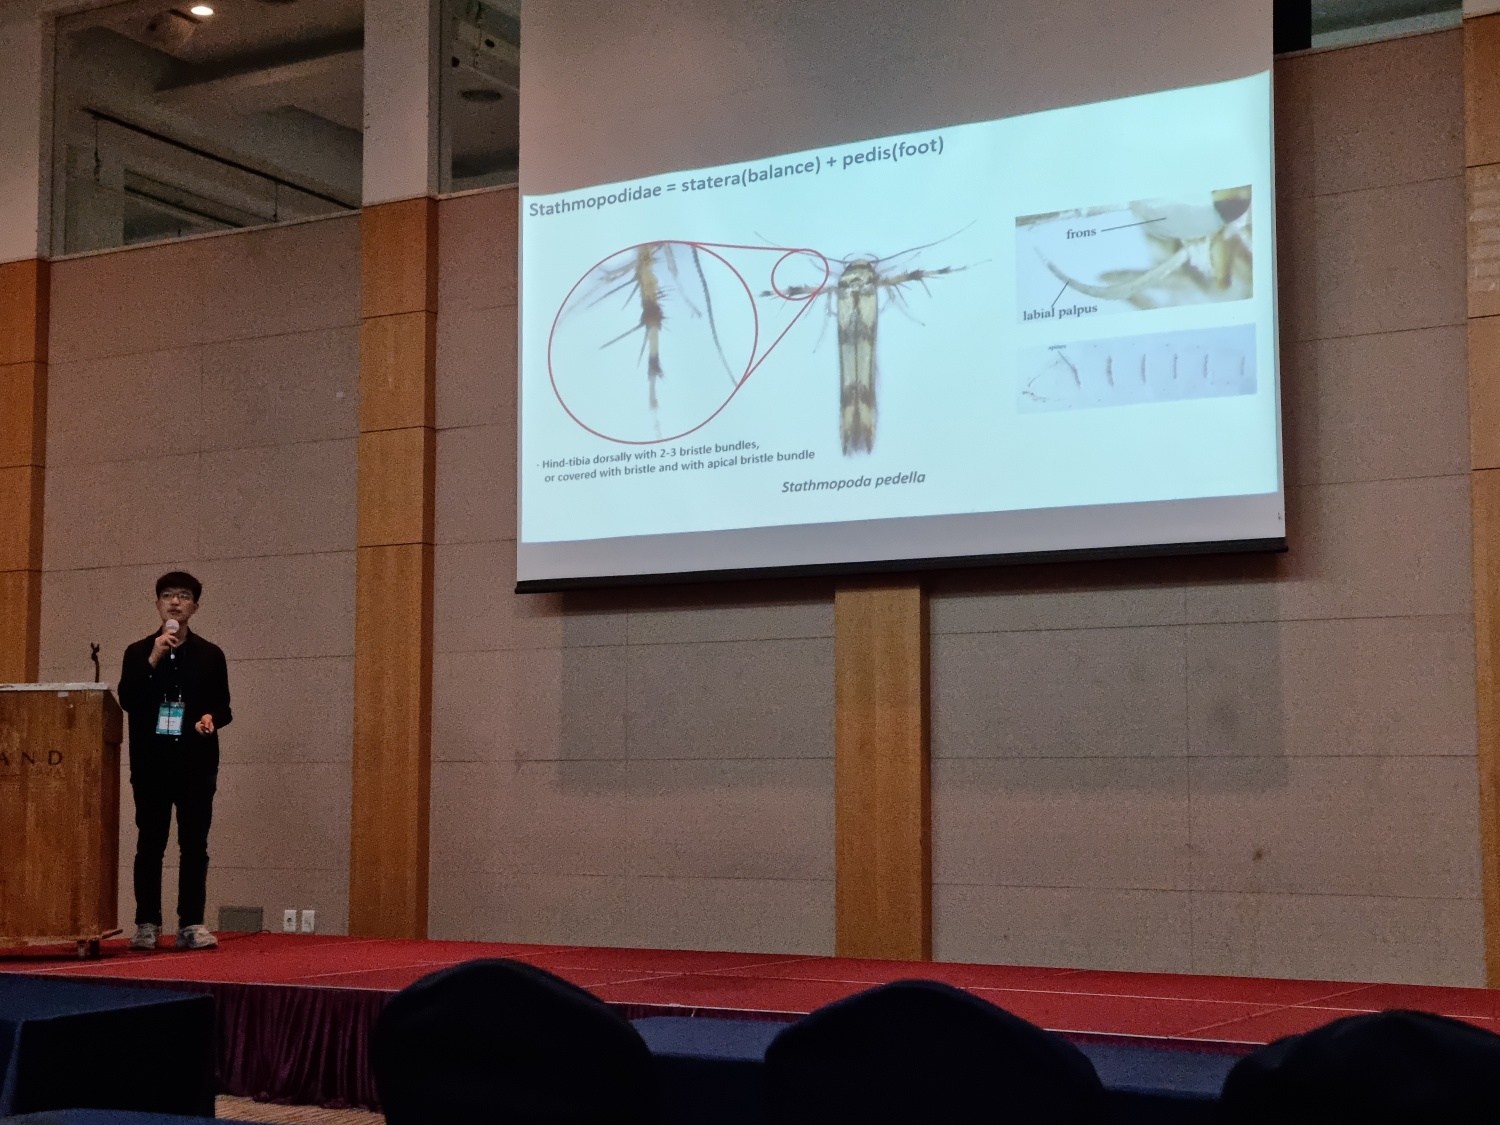 Stathmopodidae = statera(balance) + pedis(foot)
frons
labial palpus
· Hind-tibia dorsally with 2-3 bristle bundles,
or covered with bristle and with apical bristle bundle
Stathmopoda pedella
AND